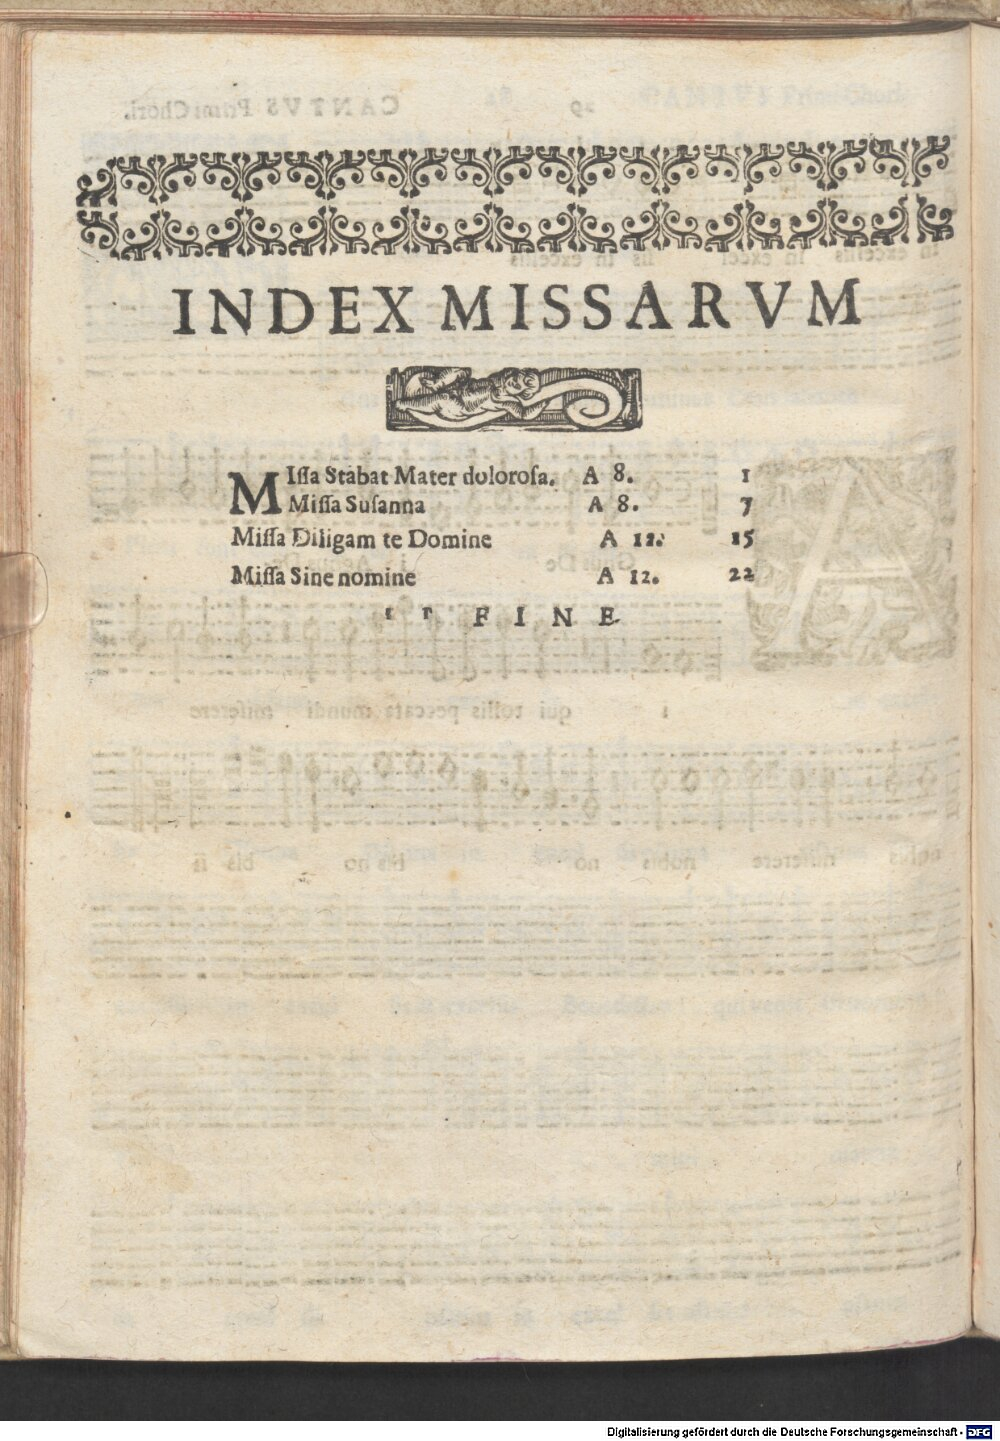 INDEX MISSARVM
MIſſa Stabat Mater dolorofa. A 8. 1
Miſſa Suſanna A 8. 7
Miſſa Diligam te Domine A 12. 15
Miſſa Sine nomine A 12. 22
FINE
Digitalisierung gefördert durch die Deutsche Forschungsgemeinschaft - DFG